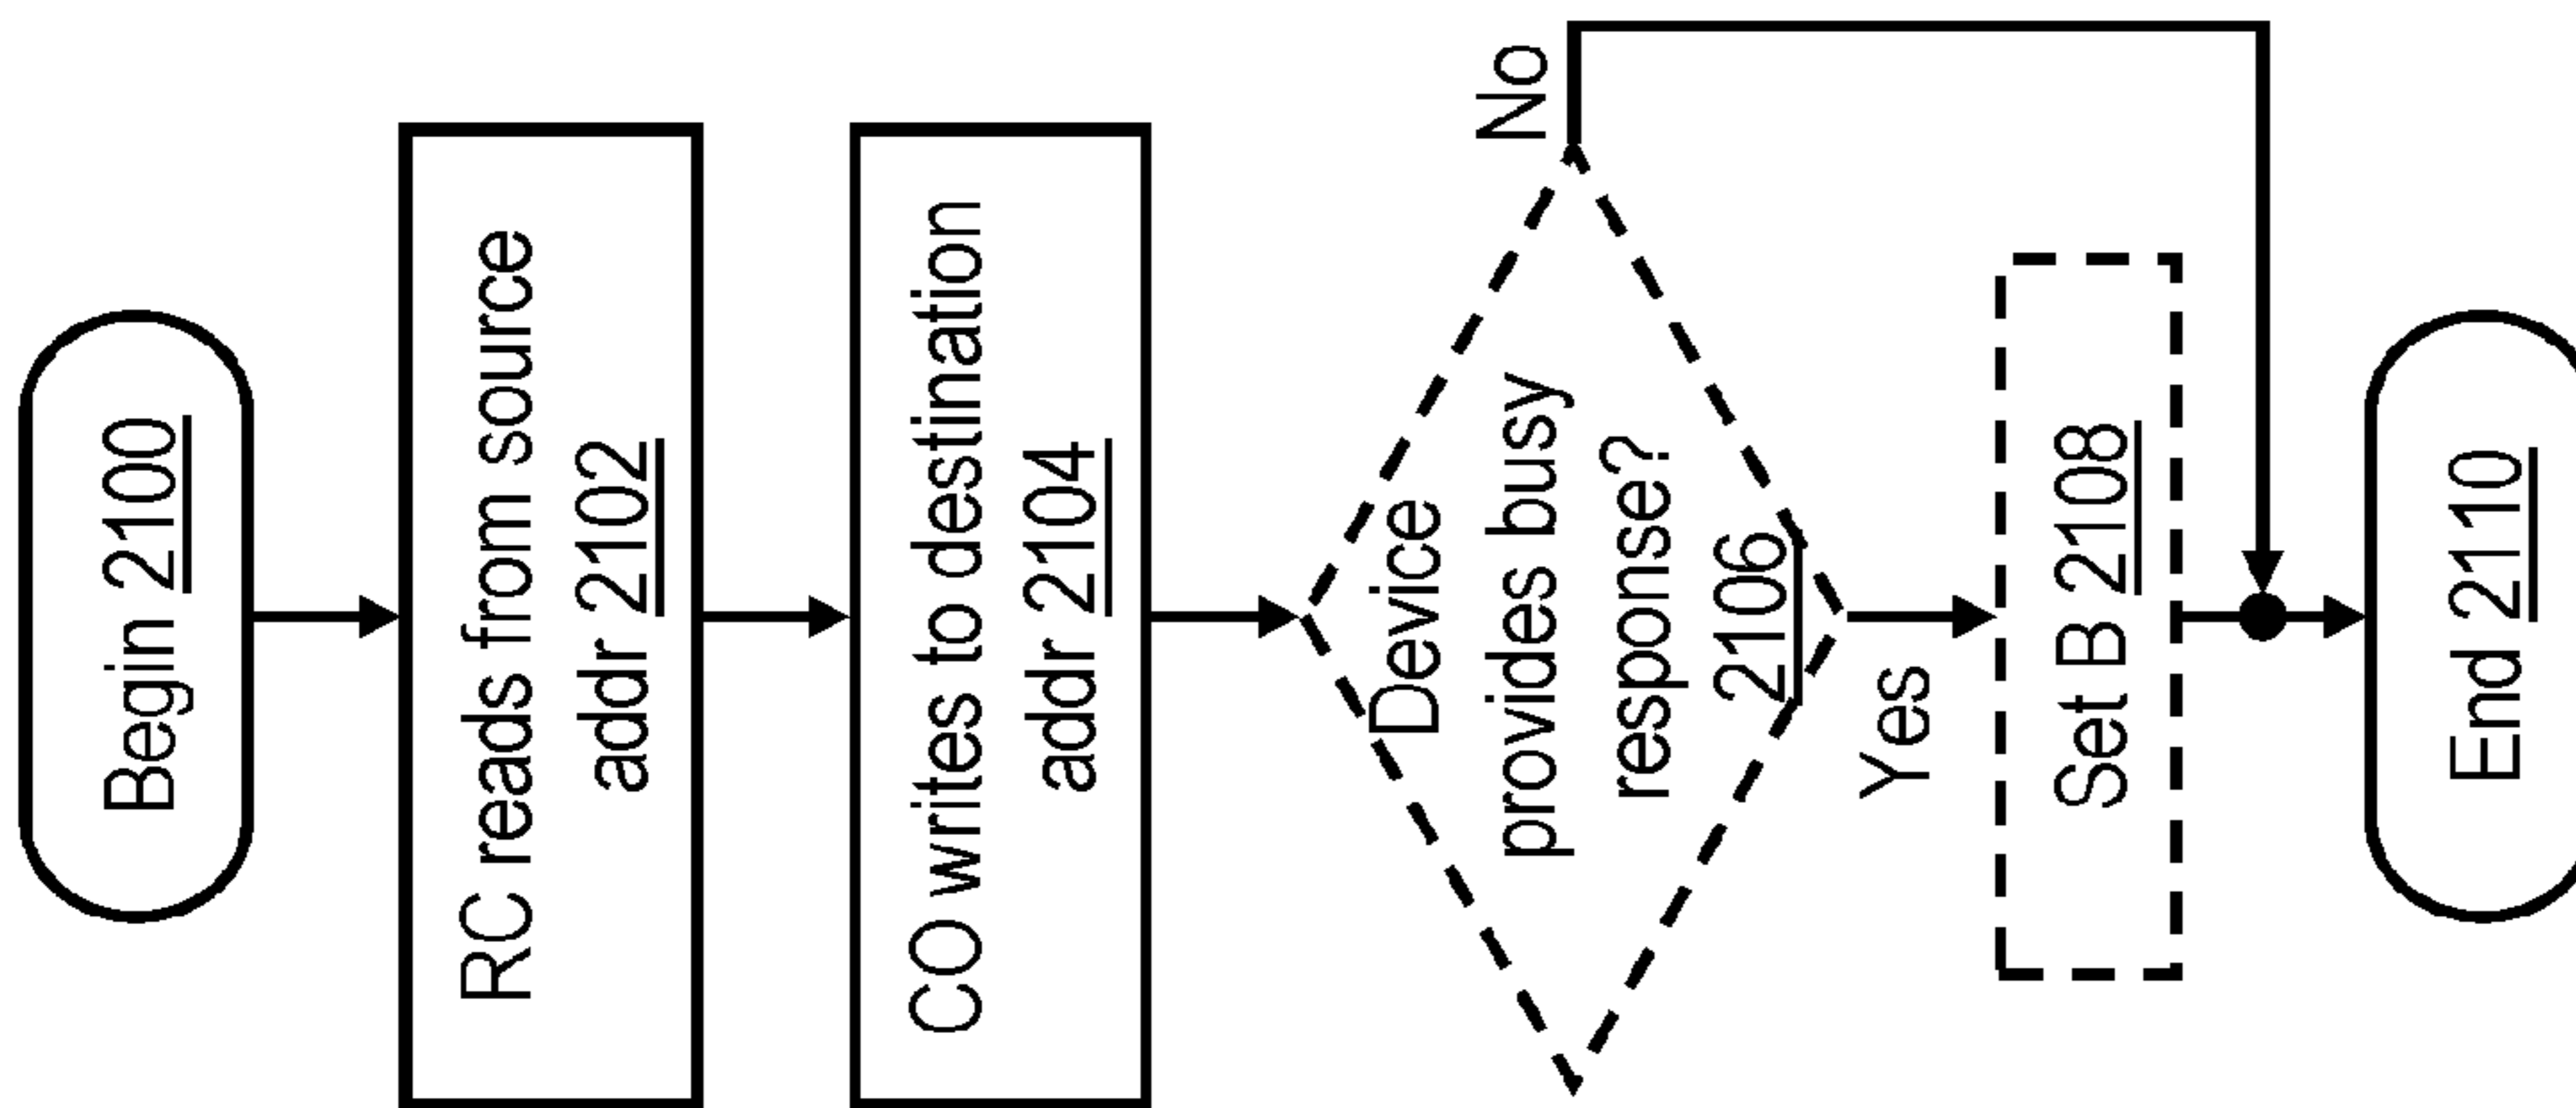 Begin 2100
RC reads from source
addr 2102
CO writes to destination
addr 2104
Device
provides busy
response?
2106
No
Yes
Set B 2108
End 2110